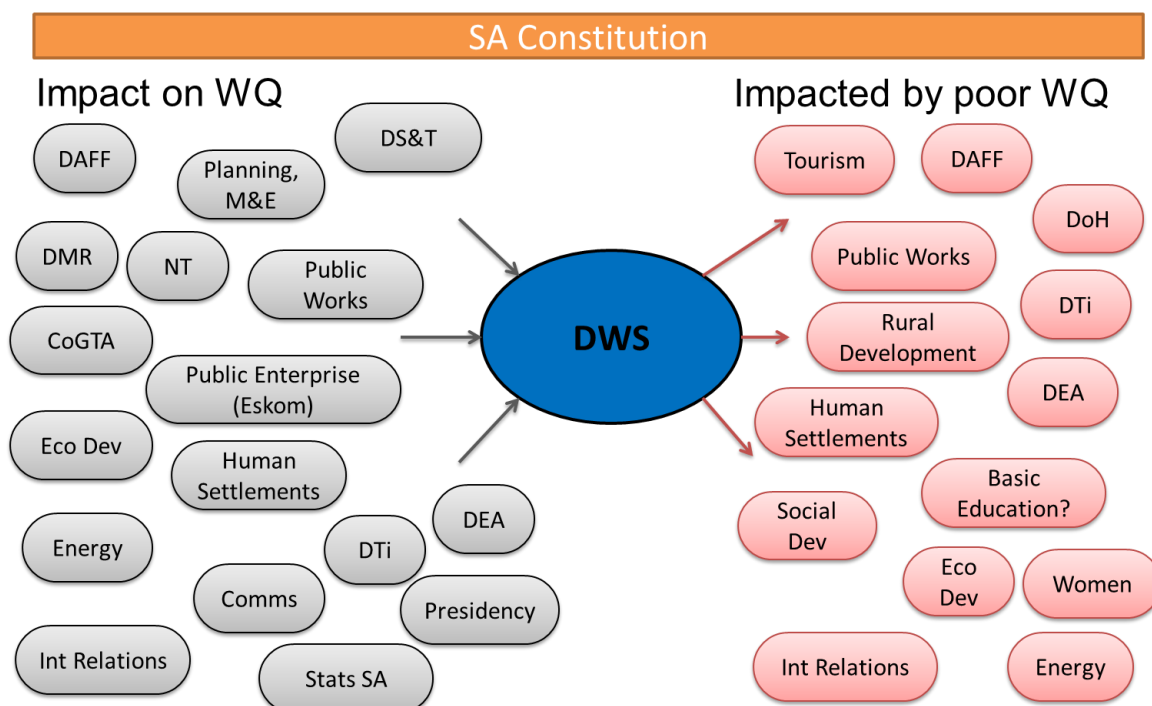 SA Constitution
Impact on WQ
Impacted by poor WQ
DAFF
Planning,
M&E
DS&T
DMR
NT
Public
Works
CoGTA
Public Enterprise
(Eskom)
Eco Dev
Human
Settlements
Energy
DTi
DEA
Comms
Presidency
Int Relations
Stats SA
DWS
Tourism
DAFF
DoH
Public Works
DTi
Rural
Development
DEA
Human
Settlements
Basic
Education?
Social
Dev
Eco
Dev
Women
Int Relations
Energy